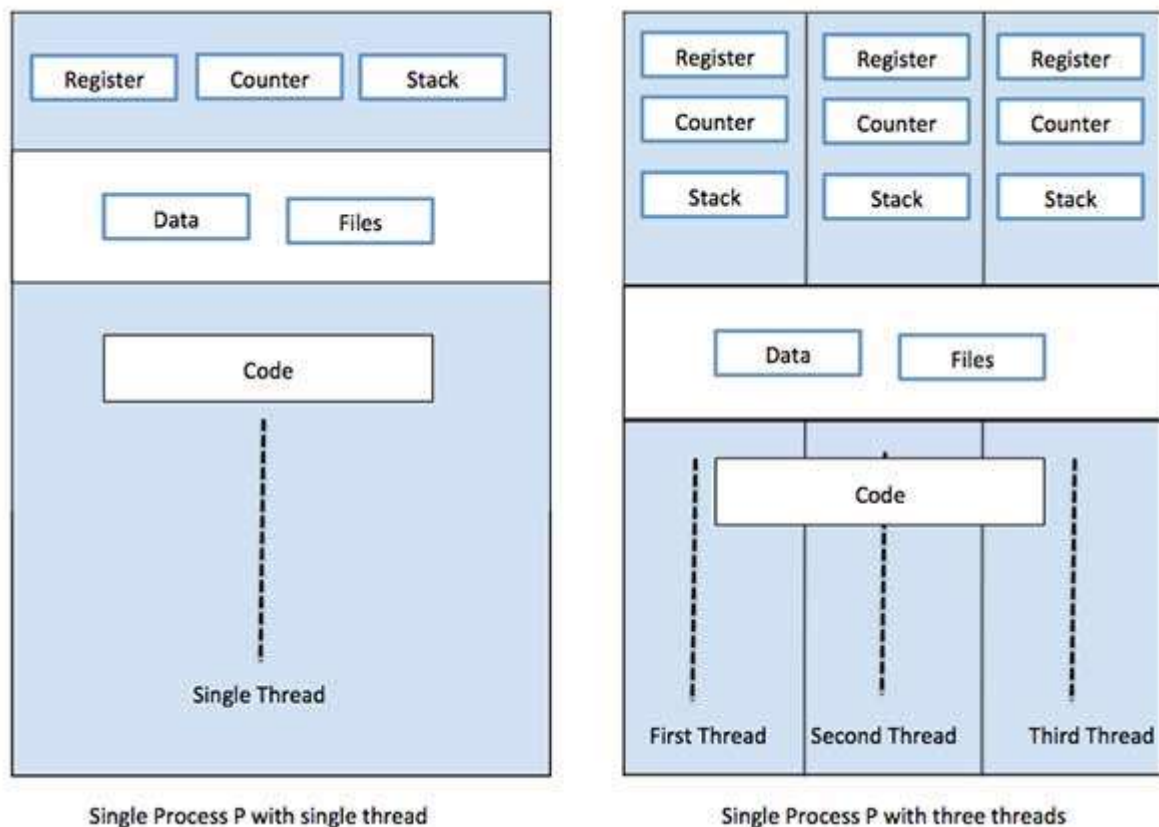 Register Counter Stack
Data Files
Code
Single Thread
Single Process P with single thread
Register Register Register
Counter Counter Counter
Stack Stack Stack
Data Files
Code
First Thread Second Thread Third Thread
Single Process P with three threads